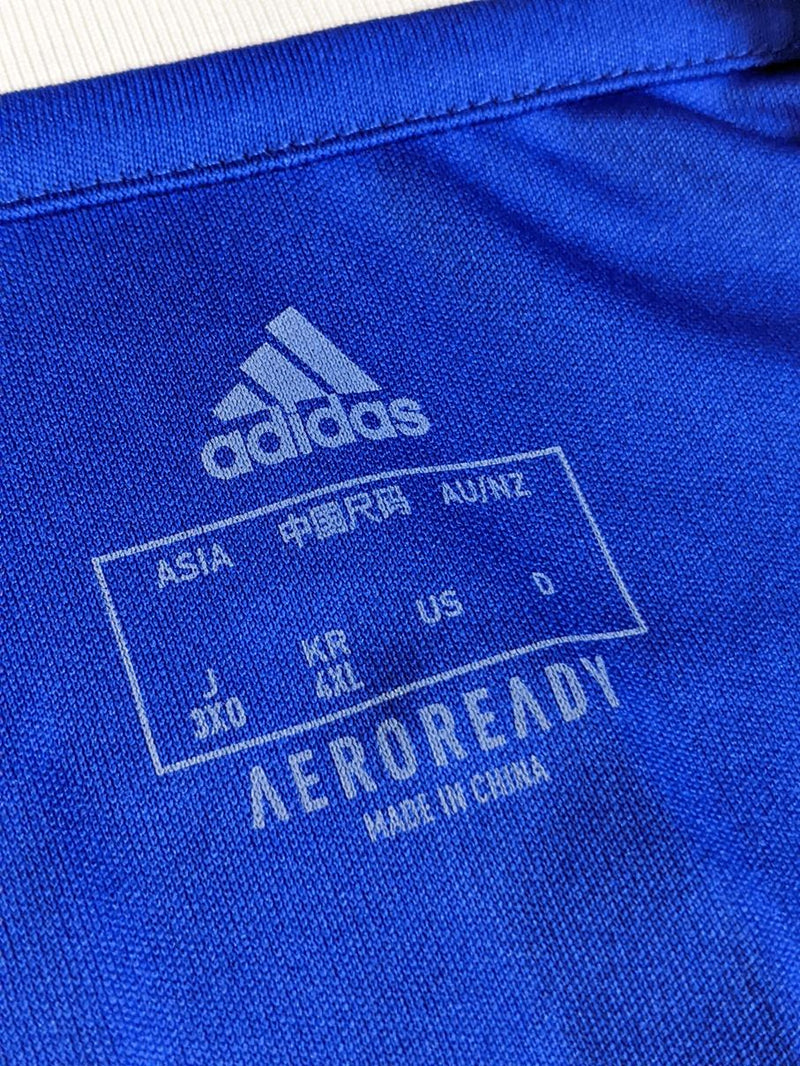 adidas
ASIA 中国尺码 AU/NZ
J KR US D
3XO 4XL
AEROREADY
MADE IN CHINA